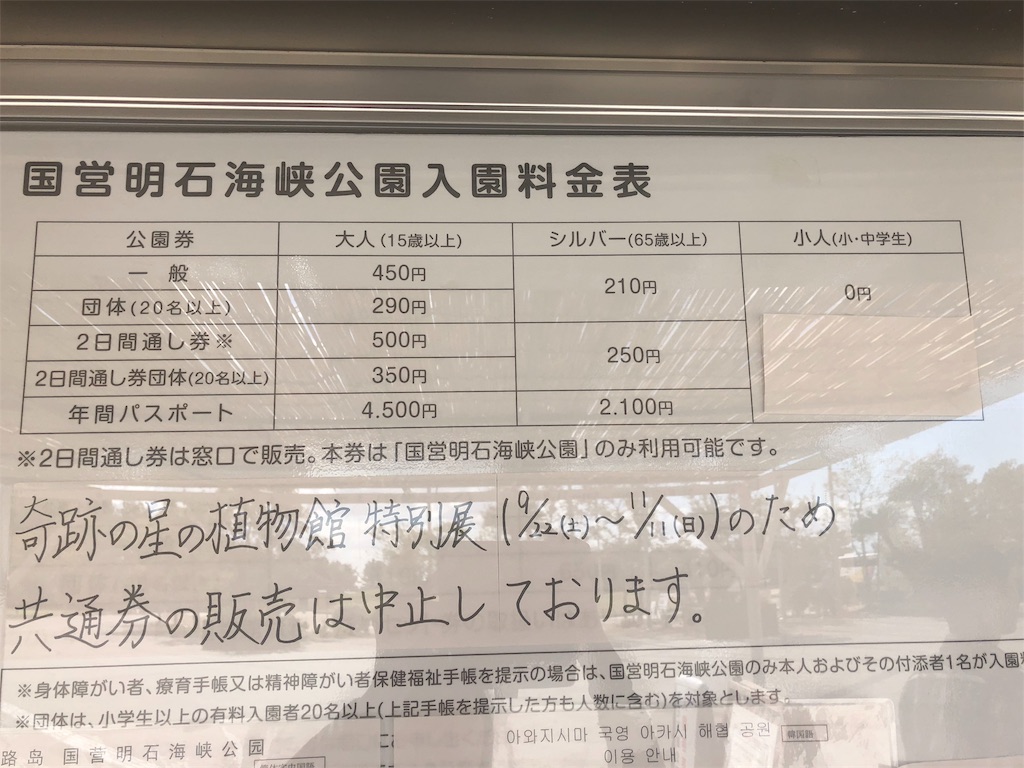 国営明石海峡公園入園料金表
公園券 大人(15歳以上) シルバー(65歳以上) 小人(小・中学生)
一般 450円 210円 0円
団体(20名以上) 290円
2日間通し券※ 500円 250円
2日間通し券団体(20名以上) 350円
年間パスポート 4.500円 2.100円
※2日間通し券は窓口で販売。本券は「国営明石海峡公園」のみ利用可能です。
奇跡の星の植物館 特別展 (9/22(土)～11/11(日))のため
共通券の販売は中止しております。
※身体障がい者、療育手帳又は精神障がい者保健福祉手帳を提示の場合は、国営明石海峡公園のみ本人およびその付添者1名が入園料
※団体は、小学生以上の有料入園者20名以上(上記手帳を提示した方も人数に含む)を対象とします。
路岛 国营明石海峡公园
아와지시마 국영 아카시 해협 공원 韓国語
이용 안내